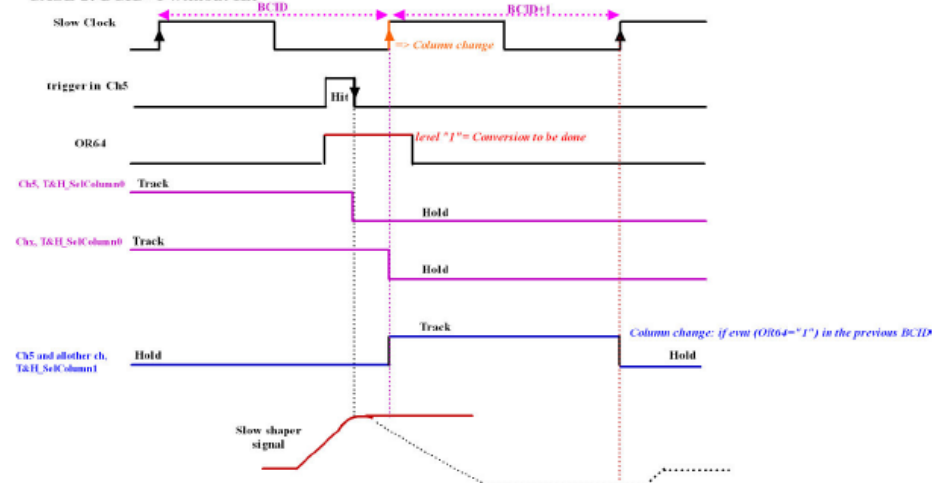 BCID
BCID+1
Slow Clock
=> Column change
trigger in Ch5
Hit
OR64
level "1"= Conversion to be done
Ch5, T&H_SelColumn0
Track
Hold
Chx, T&H_SelColumn0
Track
Hold
Track
Column change: if evnt (OR64="1") in the previous BCID
Ch5 and allother ch,
T&H_SelColumn1
Hold
Hold
Slow shaper
signal